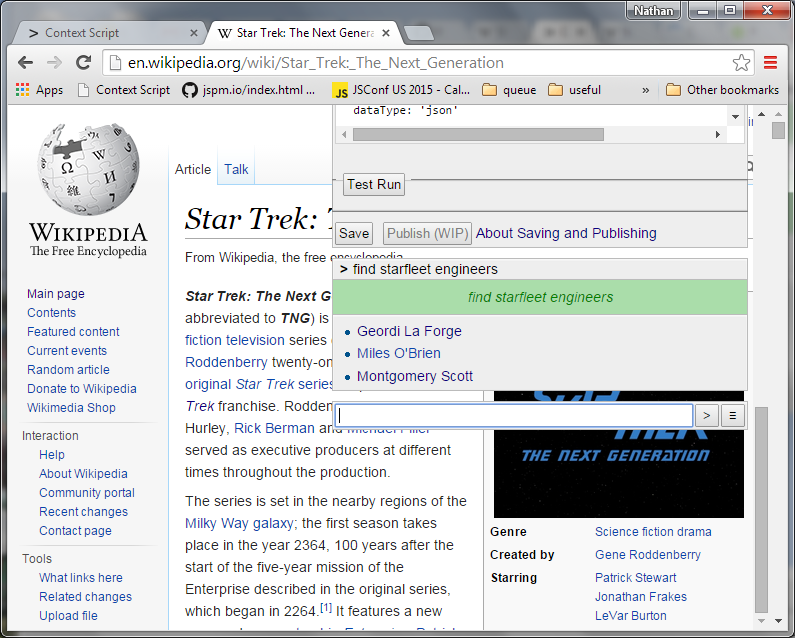 Nathan
> Context Script
Star Trek: The Next Genera
en.wikipedia.org/wiki/Star_Trek:_The_Next_Generation
Apps Context Script jspm.io/index.html ... JS JSConf US 2015 - Cal... queue useful » Other bookmarks
dataType: 'json'
Test Run
Save Publish (WIP) About Saving and Publishing
> find starfleet engineers
find starfleet engineers
Geordi La Forge
Miles O'Brien
Montgomery Scott
>
WIKIPEDIA
The Free Encyclopedia
Main page
Contents
Featured content
Current events
Random article
Donate to Wikipedia
Wikimedia Shop
Interaction
Help
About Wikipedia
Community portal
Recent changes
Contact page
Tools
What links here
Related changes
Upload file
Article Talk
Star Trek:
From Wikipedia, the free encyclopedia
Star Trek: The Next G
abbreviated to TNG) is
fiction television series
Roddenberry twenty-on
original Star Trek series
Trek franchise. Rodden
Hurley, Rick Berman and Michael Piller
served as executive producers at different
times throughout the production.
The series is set in the nearby regions of the
Milky Way galaxy; the first season takes
place in the year 2364, 100 years after the
start of the five-year mission of the
Enterprise described in the original series,
which began in 2264.[1] It features a new
THE NEXT GENERATION
Genre Science fiction drama
Created by Gene Roddenberry
Starring Patrick Stewart
Jonathan Frakes
LeVar Burton